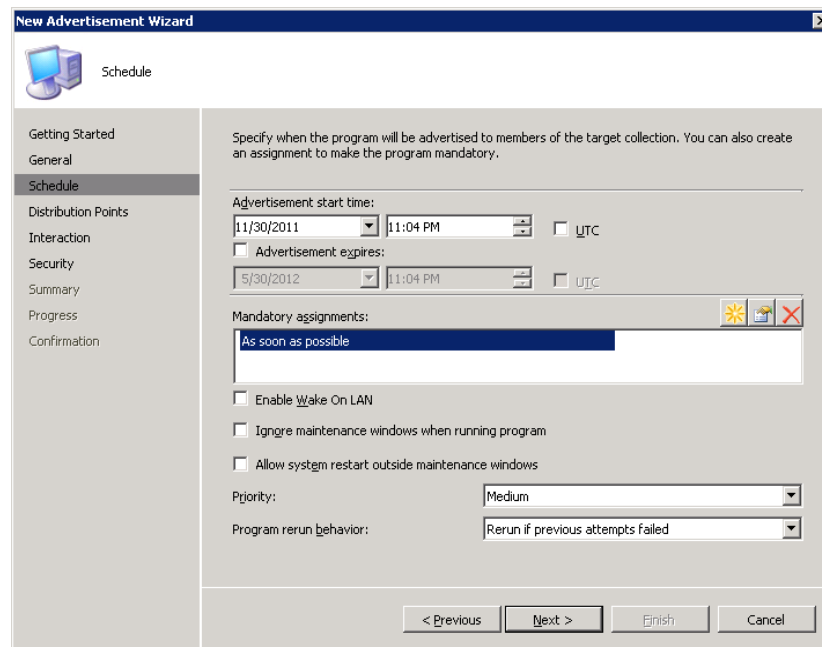 New Advertisement Wizard
Schedule
Getting Started
General
Schedule
Distribution Points
Interaction
Security
Summary
Progress
Confirmation
Specify when the program will be advertised to members of the target collection. You can also create
an assignment to make the program mandatory.
Advertisement start time:
11/30/2011 11:04 PM UTC
Advertisement expires:
5/30/2012 11:04 PM UTC
Mandatory assignments:
As soon as possible
Enable Wake On LAN
Ignore maintenance windows when running program
Allow system restart outside maintenance windows
Priority: Medium
Program rerun behavior: Rerun if previous attempts failed
< Previous Next > Finish Cancel